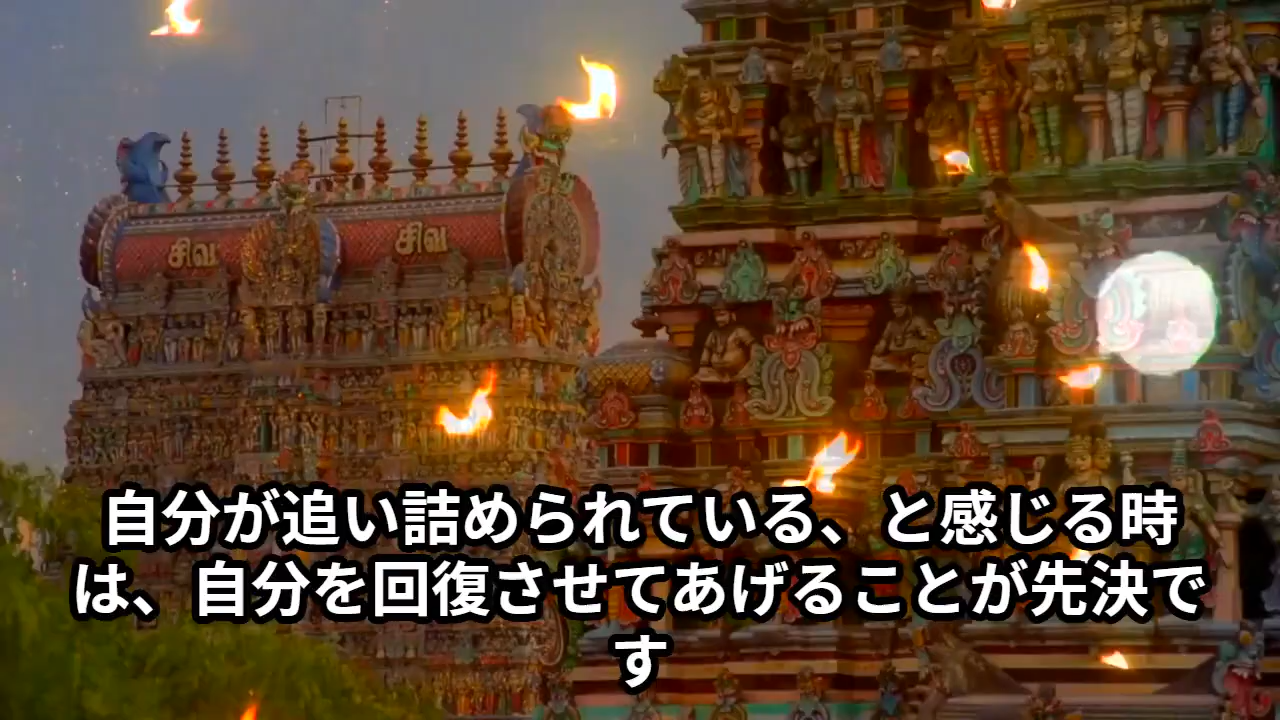 சிவ
சிவ
自分が追い詰められている、と感じる時
は、自分を回復させてあげることが先決で
す